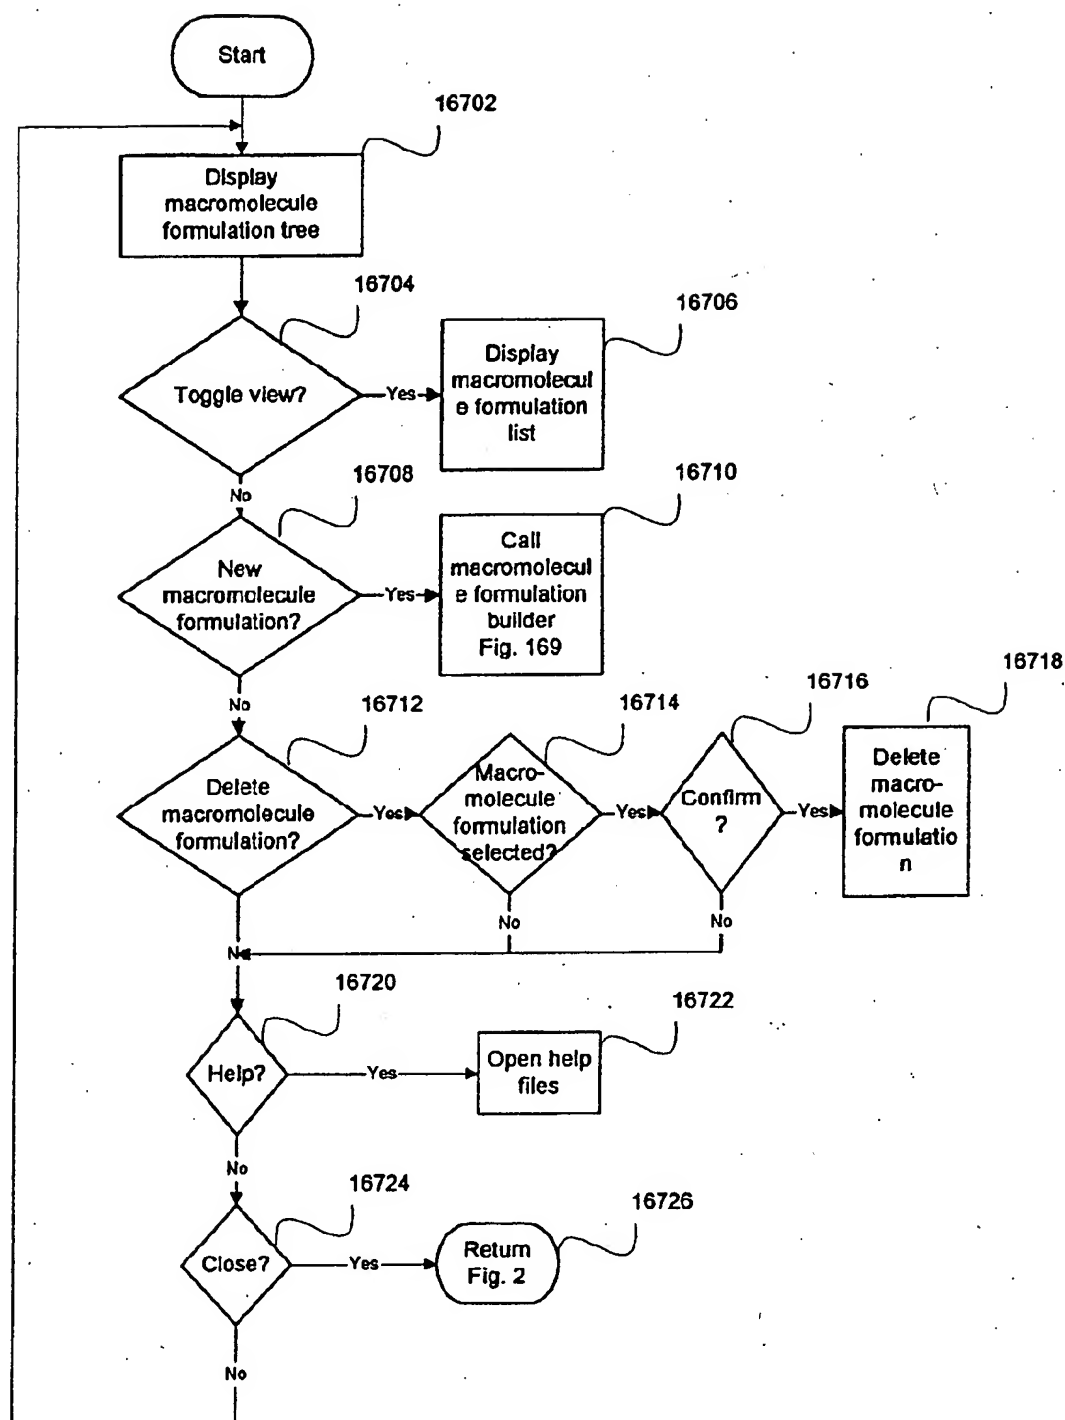 Start
16702
Display
macromolecule
formulation tree
16704
16706
Toggle view?
Yes
Display
macromolecul
e formulation
list
No
16708
16710
New
macromolecule
formulation?
Yes
Call
macromolecul
e formulation
builder
Fig. 169
No
16712
16714
16716
16718
Delete
macromolecule
formulation?
Yes
Macro-
molecule
formulation
selected?
Yes
Confirm
?
Yes
Delete
macro-
molecule
formulatio
n
No
No
16720
16722
Help?
Yes
Open help
files
No
16724
16726
Close?
Yes
Return
Fig. 2
No